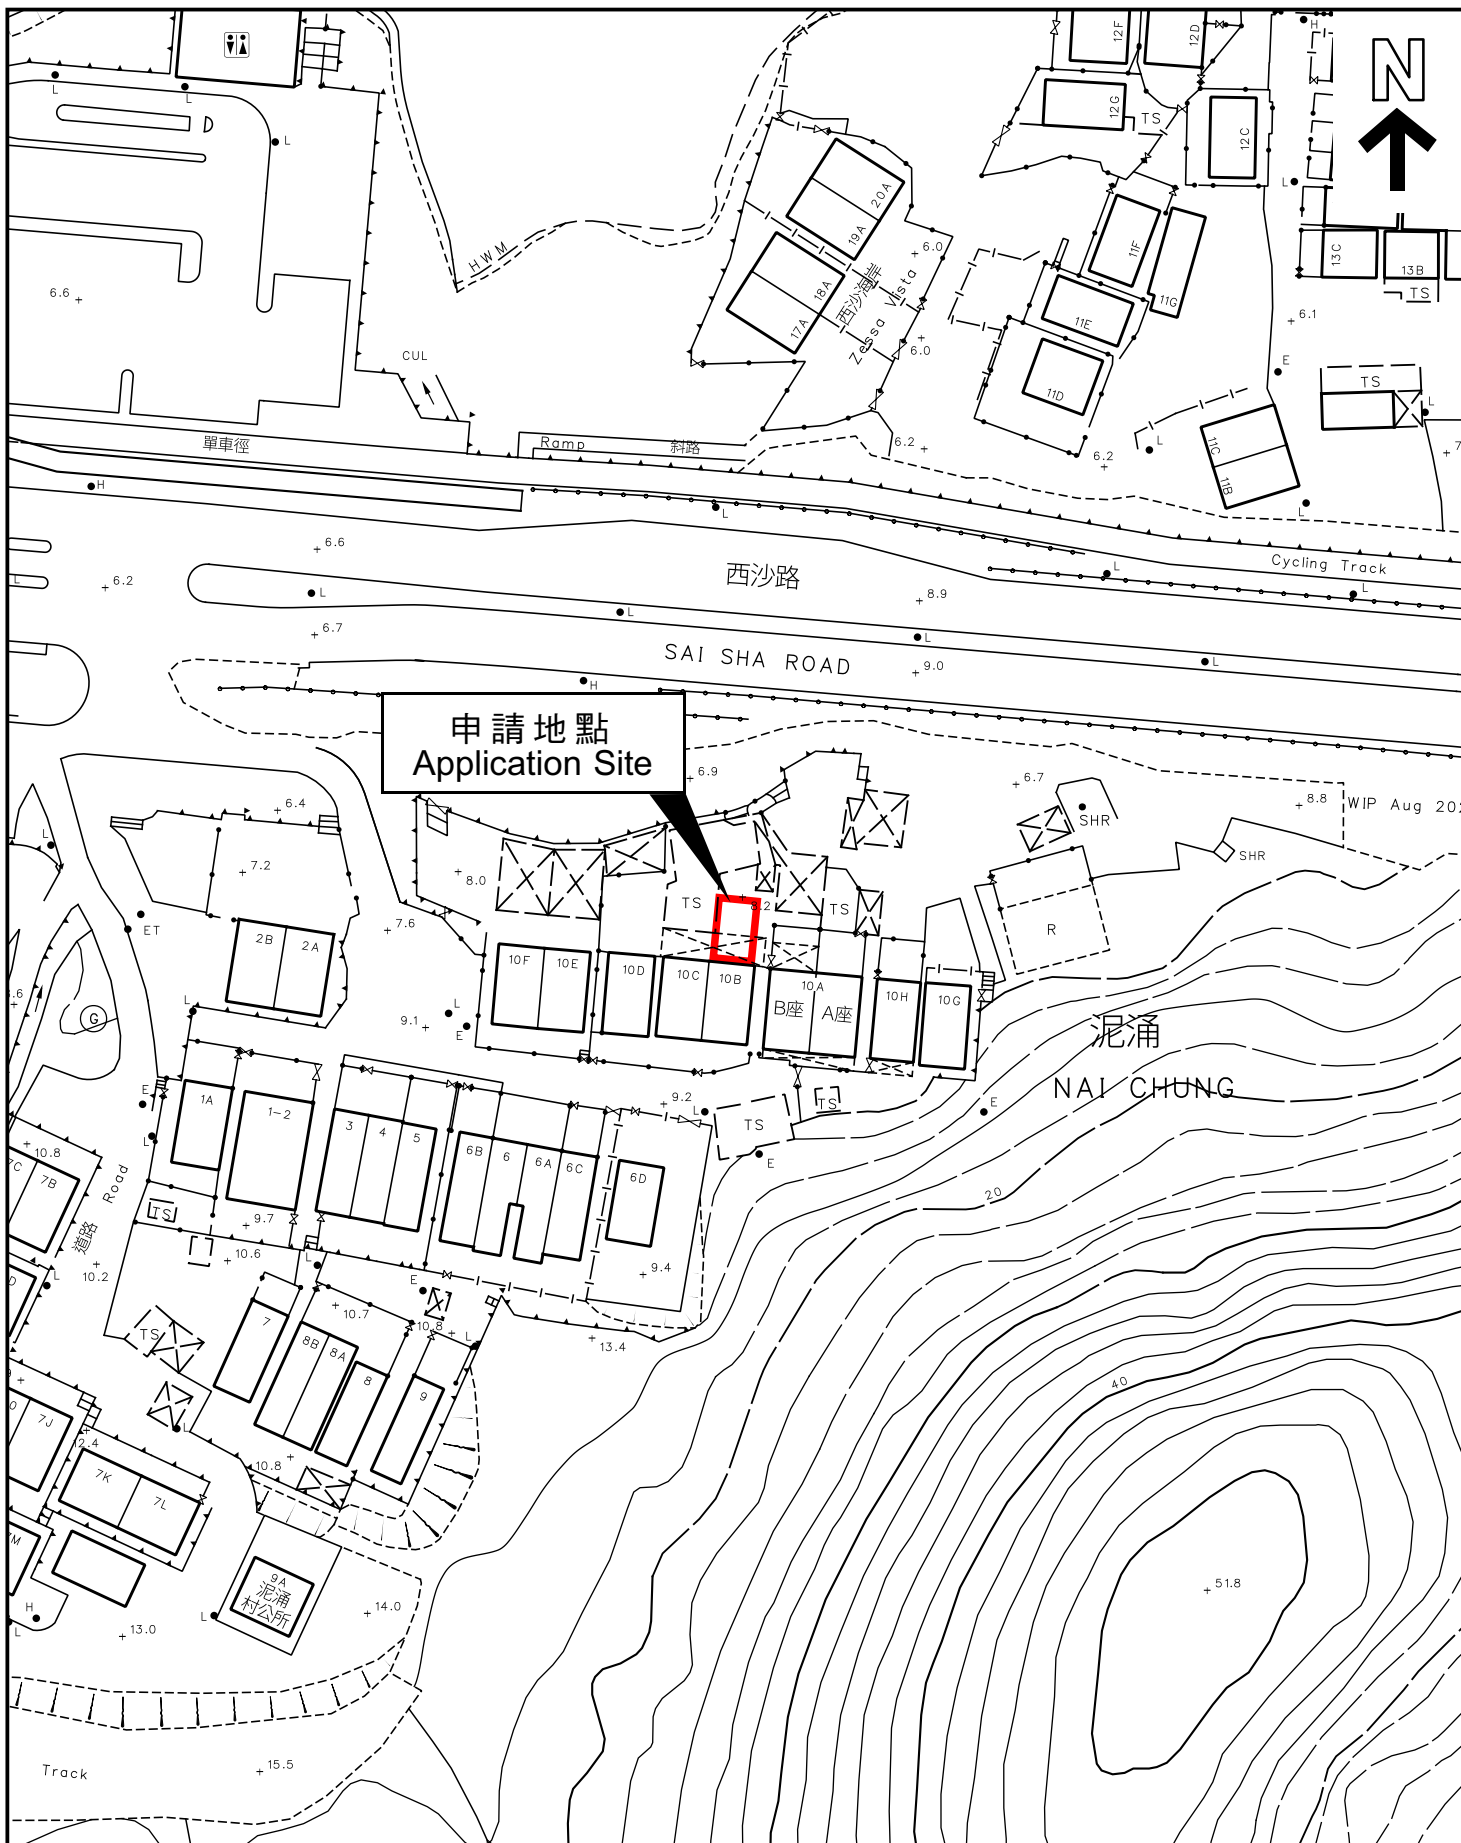 12F
12D
H
N
L
L
L
12G
TS
12C
L
20A
19A
HWM
6.0
11F
11G
13C
13B
TS
6.6
18A
17A
西沙海岸
Zessa Vista
11E
6.1
6.0
CUL
11D
E
TS
L
單車徑
Ramp
斜路
6.2
6.2
L
11C
11B
L
H
L
6.6
Cycling Track
西沙路
L
L
6.2
L
8.9
L
L
6.7
L
SAI SHA ROAD
9.0
L
H
申請地點
Application Site
6.9
6.7
8.8
WIP Aug 202
6.4
SHR
L
SHR
7.2
8.0
TS
8.2
TS
ET
7.6
2B
2A
R
10F
10E
10D
10C
10B
10A
10H
10G
B座
A座
L
L
9.1
E
G
泥涌
NAI CHUNG
1A
1-2
E
9.2
L
TS
TS
E
3
4
5
6B
6
6A
6C
L
10.8
E
7C
7B
Road
道路
6D
20
TS
9.7
10.6
10.2
L
9.4
L
E
7
10.7
10.8
L
TS
8B
8A
13.4
8
9
40
7J
L
12.4
10.8
7K
7L
51.8
9A
泥涌
村公所
H
L
14.0
L
13.0
Track
15.5